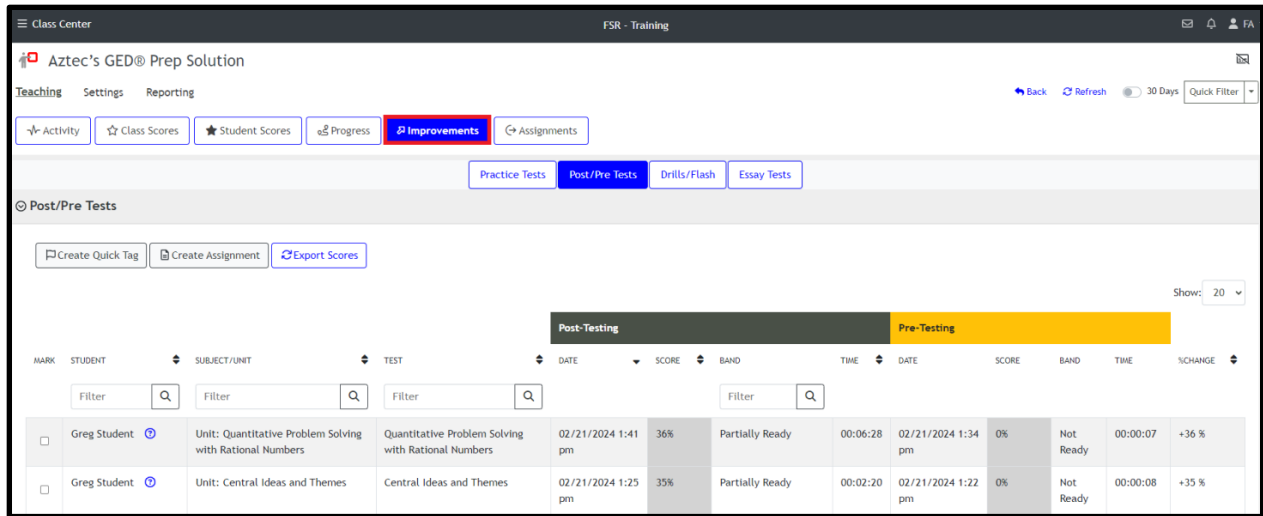 Class Center
FSR - Training
FA
Aztec's GED® Prep Solution
Teaching Settings Reporting
Back Refresh 30 Days Quick Filter
Activity Class Scores Student Scores Progress Improvements Assignments
Practice Tests Post/Pre Tests Drills/Flash Essay Tests
Post/Pre Tests
Create Quick Tag Create Assignment Export Scores
Show: 20
Post-Testing Pre-Testing
MARK STUDENT SUBJECT/UNIT TEST DATE SCORE BAND TIME DATE SCORE BAND TIME %CHANGE
Filter Filter Filter Filter
Greg Student Unit: Quantitative Problem Solving Quantitative Problem Solving 02/21/2024 1:41 36% Partially Ready 00:06:28 02/21/2024 1:34 0% Not 00:00:07 +36 %
with Rational Numbers with Rational Numbers pm pm Ready
Greg Student Unit: Central Ideas and Themes Central Ideas and Themes 02/21/2024 1:25 35% Partially Ready 00:02:20 02/21/2024 1:22 0% Not 00:00:08 +35 %
pm pm Ready